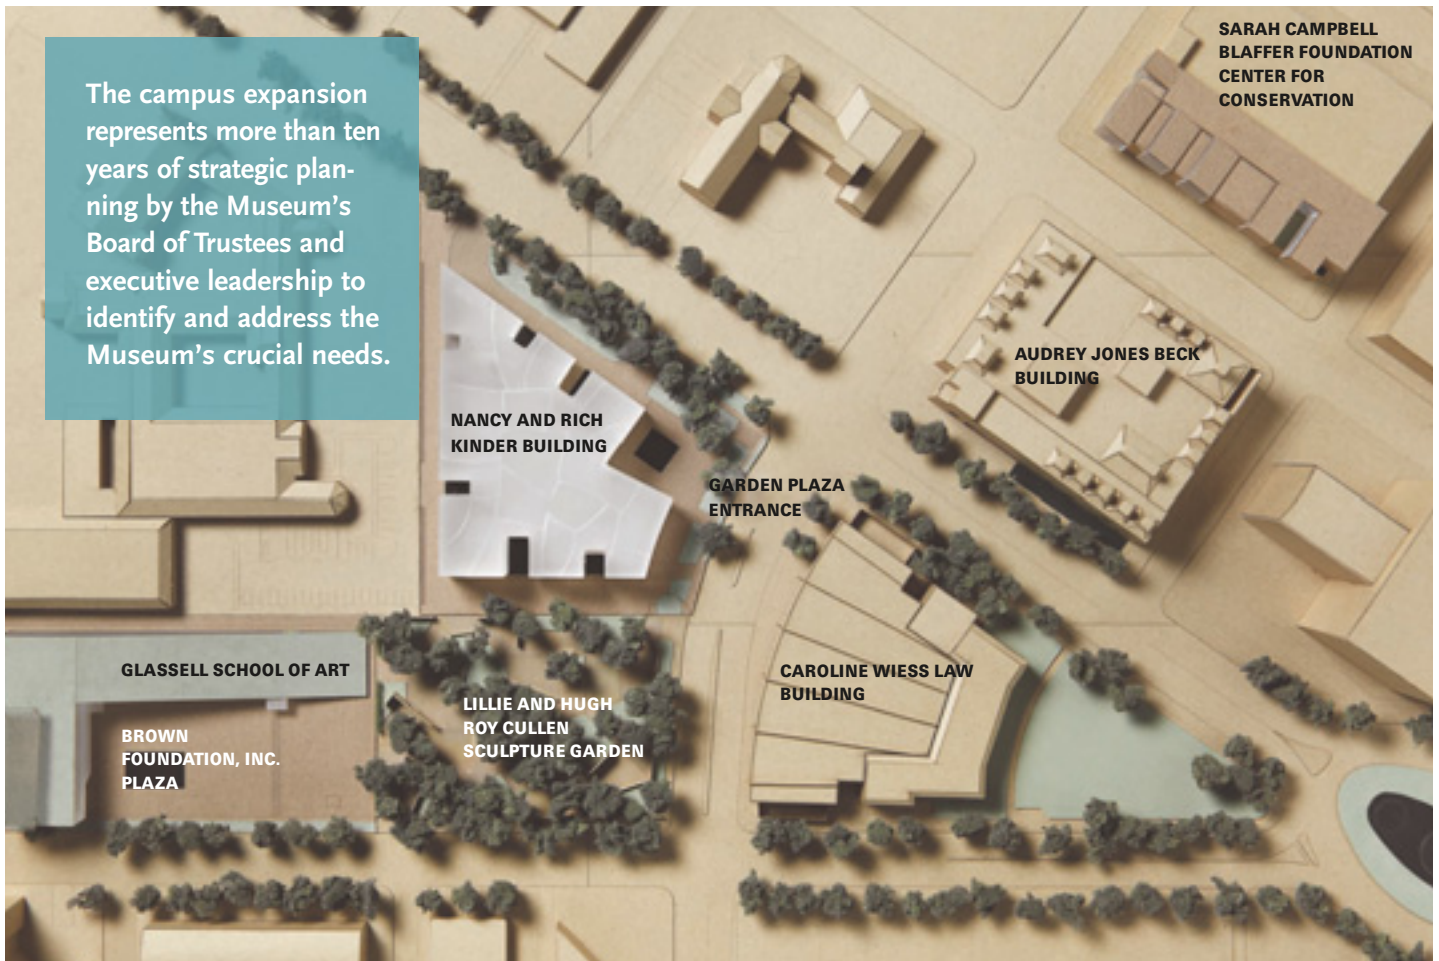 The campus expansion
represents more than ten
years of strategic plan-
ning by the Museum's
Board of Trustees and
executive leadership to
identify and address the
Museum's crucial needs.
SARAH CAMPBELL
BLAFFER FOUNDATION
CENTER FOR
CONSERVATION
AUDREY JONES BECK
BUILDING
NANCY AND RICH
KINDER BUILDING
GARDEN PLAZA
ENTRANCE
GLASSELL SCHOOL OF ART
BROWN
FOUNDATION, INC.
PLAZA
LILLIE AND HUGH
ROY CULLEN
SCULPTURE GARDEN
CAROLINE WIESS LAW
BUILDING